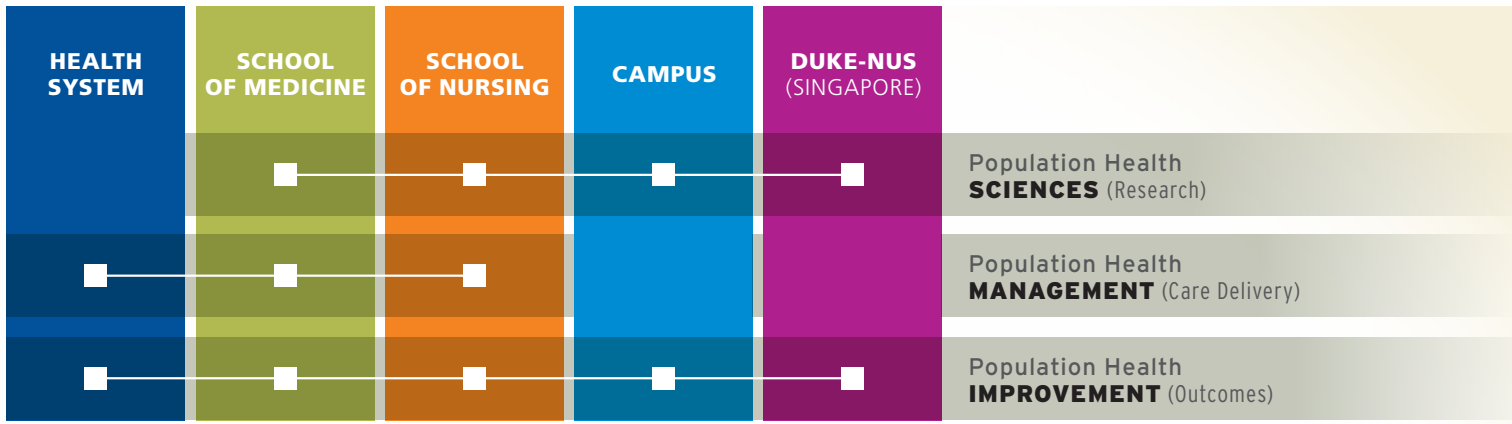 HEALTH
SYSTEM
SCHOOL
OF MEDICINE
SCHOOL
OF NURSING
CAMPUS
DUKE-NUS
(SINGAPORE)
Population Health
SCIENCES (Research)
Population Health
MANAGEMENT (Care Delivery)
Population Health
IMPROVEMENT (Outcomes)